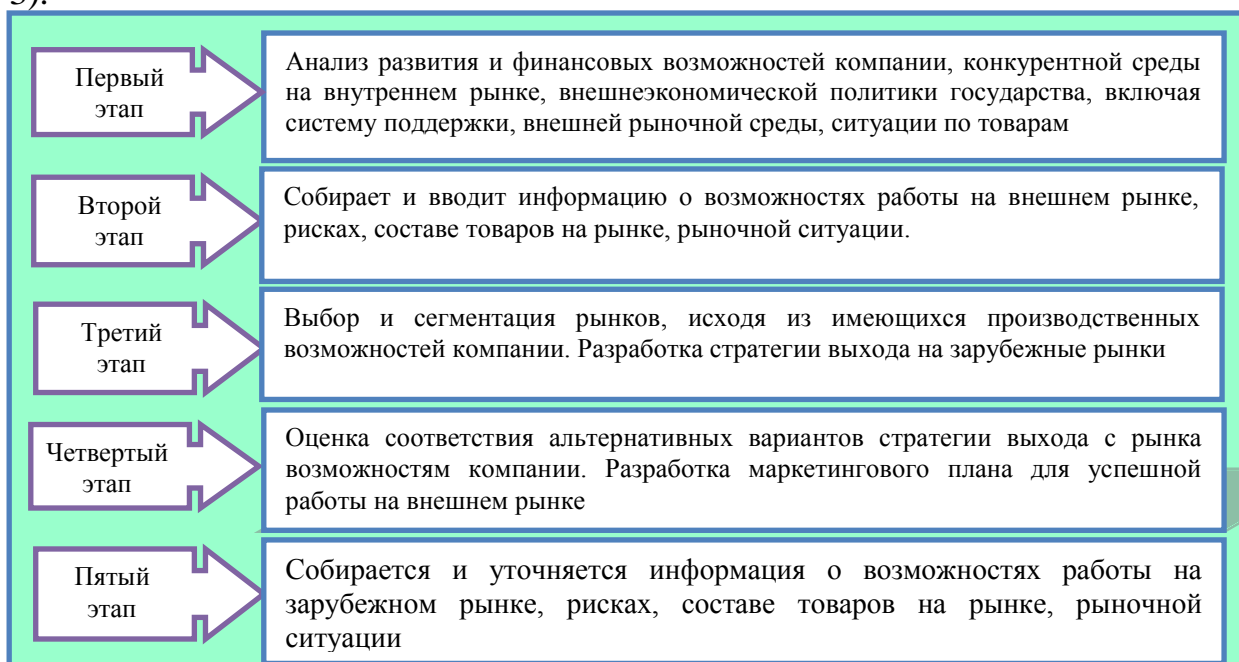 3).
Первый
этап
Анализ развития и финансовых возможностей компании, конкурентной среды
на внутреннем рынке, внешнеэкономической политики государства, включая
систему поддержки, внешней рыночной среды, ситуации по товарам
Второй
этап
Собирает и вводит информацию о возможностях работы на внешнем рынке,
рисках, составе товаров на рынке, рыночной ситуации.
Третий
этап
Выбор и сегментация рынков, исходя из имеющихся производственных
возможностей компании. Разработка стратегии выхода на зарубежные рынки
Четвертый
этап
Оценка соответствия альтернативных вариантов стратегии выхода с рынка
возможностям компании. Разработка маркетингового плана для успешной
работы на внешнем рынке
Пятый
этап
Собирается и уточняется информация о возможностях работы на
зарубежном рынке, рисках, составе товаров на рынке, рыночной
ситуации